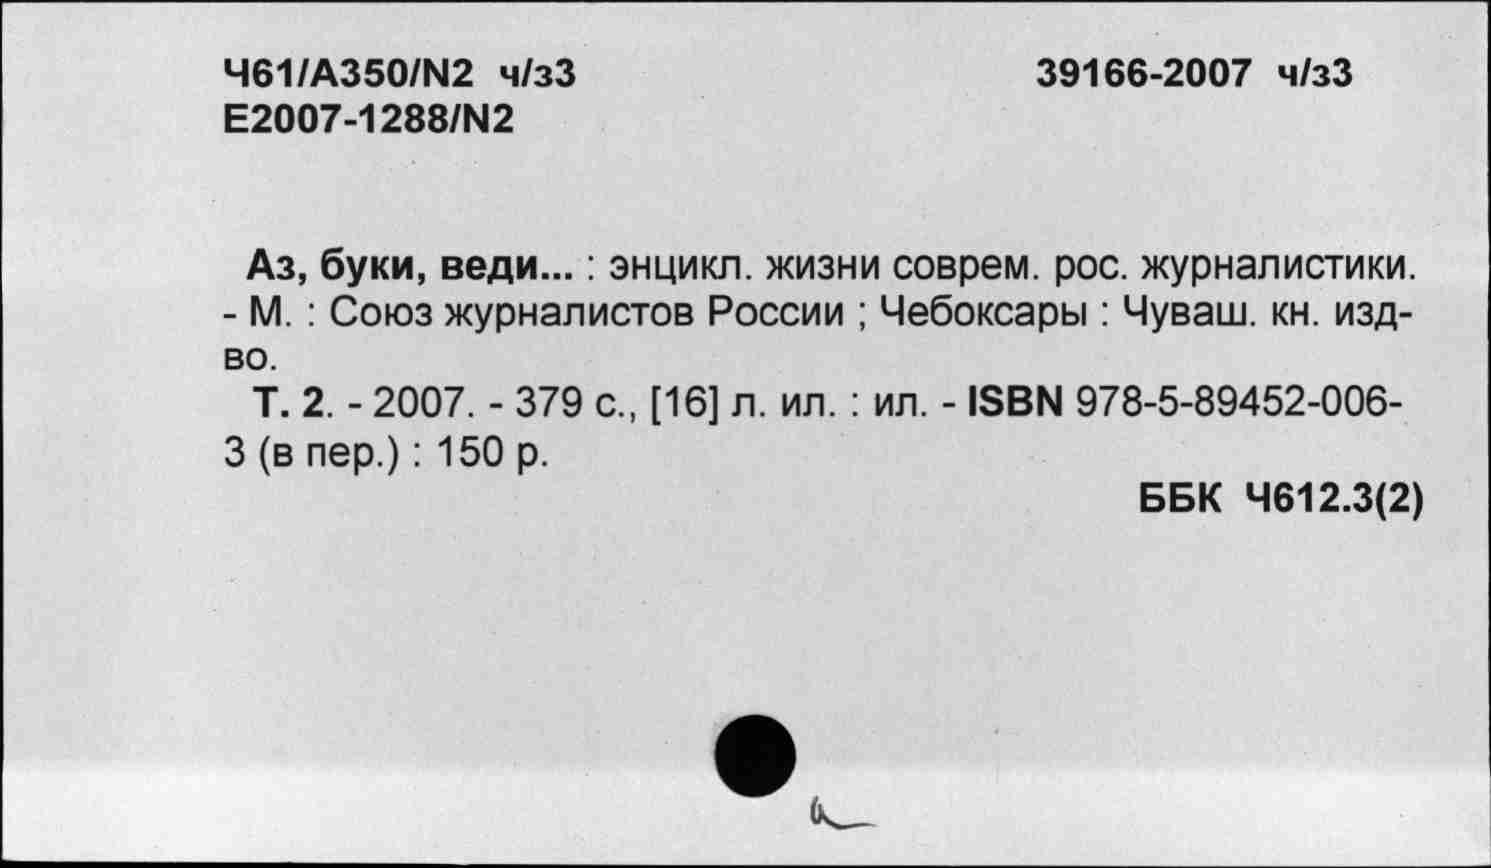 Ч61/А350/N2 ч/з3 39166-2007 ч/з3
Е2007-1288/N2
Аз, буки, веди... : энцикл. жизни соврем. рос. журналистики.
- М. : Союз журналистов России ; Чебоксары : Чуваш. кн. изд-
во.
Т. 2. - 2007. - 379 с., [16] л. ил. : ил. - ISBN 978-5-89452-006-
3 (в пер.) : 150 р.
ББК Ч612.3(2)